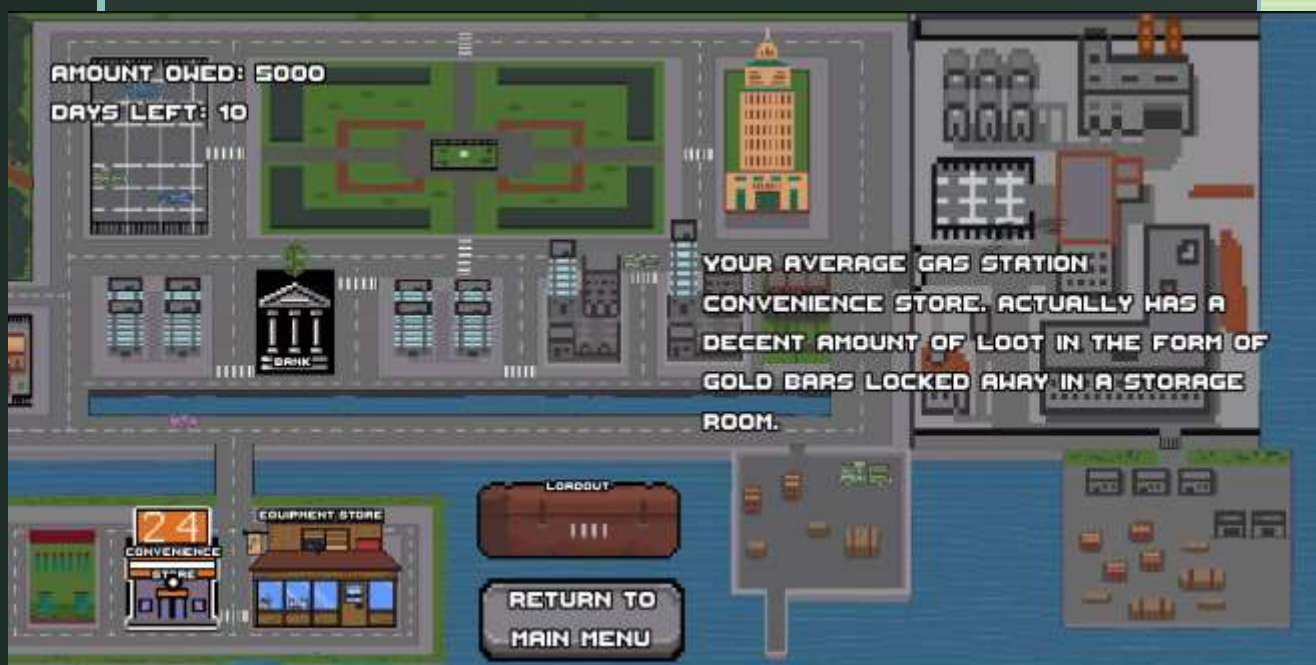 AMOUNT OWED: 5000
DAYS LEFT: 10
YOUR AVERAGE GAS STATION
CONVENIENCE STORE. ACTUALLY HAS A
DECENT AMOUNT OF LOOT IN THE FORM OF
GOLD BARS LOCKED AWAY IN A STORAGE
ROOM.
$
BANK
24
CONVENIENCE
STORE
EQUIPMENT STORE
LOADOUT
RETURN TO
MAIN MENU